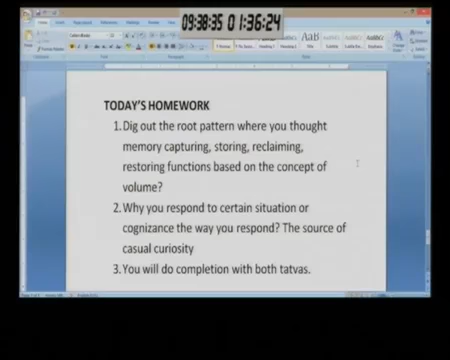 09:38:35 01:36:24
TODAY'S HOMEWORK
1. Dig out the root pattern where you thought
memory capturing, storing, reclaiming,
restoring functions based on the concept of
volume?
2. Why you respond to certain situation or
cognizance the way you respond? The source of
casual curiosity
3. You will do completion with both tatvas.